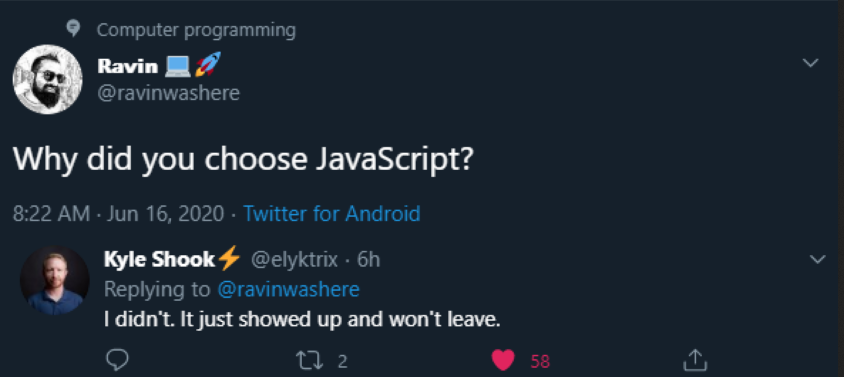 Computer programming
Ravin 💻🚀
@ravinwashere
Why did you choose JavaScript?
8:22 AM · Jun 16, 2020 · Twitter for Android
Kyle Shook⚡ @elyktrix · 6h
Replying to @ravinwashere
I didn't. It just showed up and won't leave.
2 58